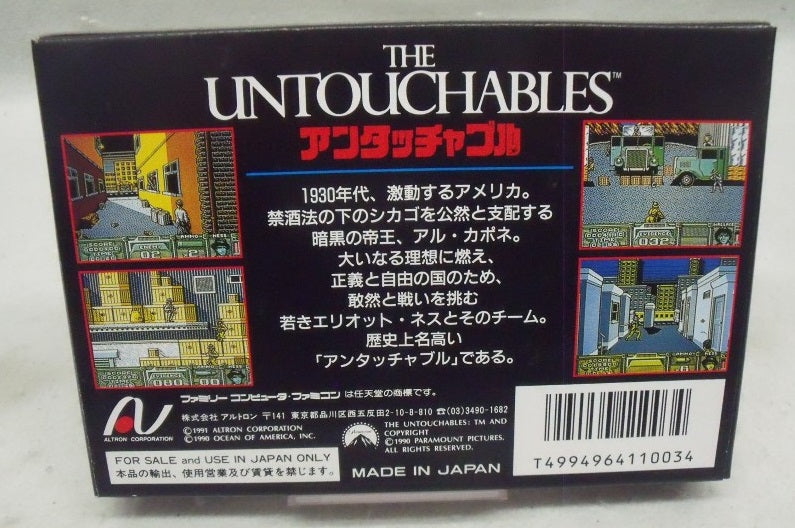 THE
UNTOUCHABLES™
アンタッチャブル
1930年代、激動するアメリカ。
禁酒法の下のシカゴを公然と支配する
暗黒の帝王、アル・カポネ。
大いなる理想に燃え、
正義と自由の国のため、
敢然と戦いを挑む
若きエリオット・ネスとそのチーム。
歴史上名高い
「アンタッチャブル」である。
ファミリー コンピュータ・ファミコン は任天堂の商標です。
株式会社 アルトロン 〒141 東京都品川区西五反田2-10-8-810 ☎(03)3490-1682
©1991 ALTRON CORPORATION
©1990 OCEAN OF AMERICA, INC.
ALTRON CORPORATION
THE UNTOUCHABLES: TM AND
COPYRIGHT
©1990 PARAMOUNT PICTURES.
ALL RIGHTS RESERVED.
FOR SALE and USE IN JAPAN ONLY
本品の輸出、使用営業及び賃貸を禁じます。
MADE IN JAPAN
T4994964110034